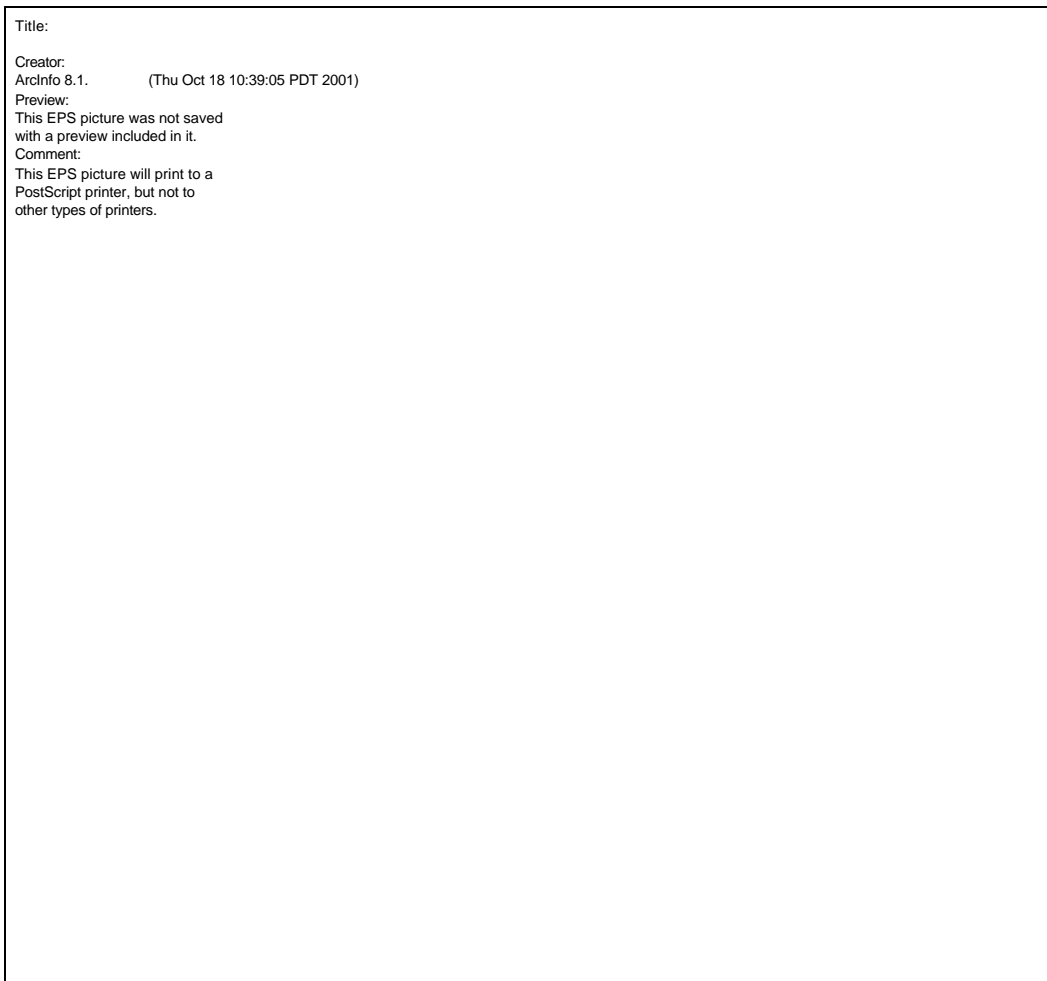 Title:
Creator:
ArcInfo 8.1. (Thu Oct 18 10:39:05 PDT 2001)
Preview:
This EPS picture was not saved
with a preview included in it.
Comment:
This EPS picture will print to a
PostScript printer, but not to
other types of printers.